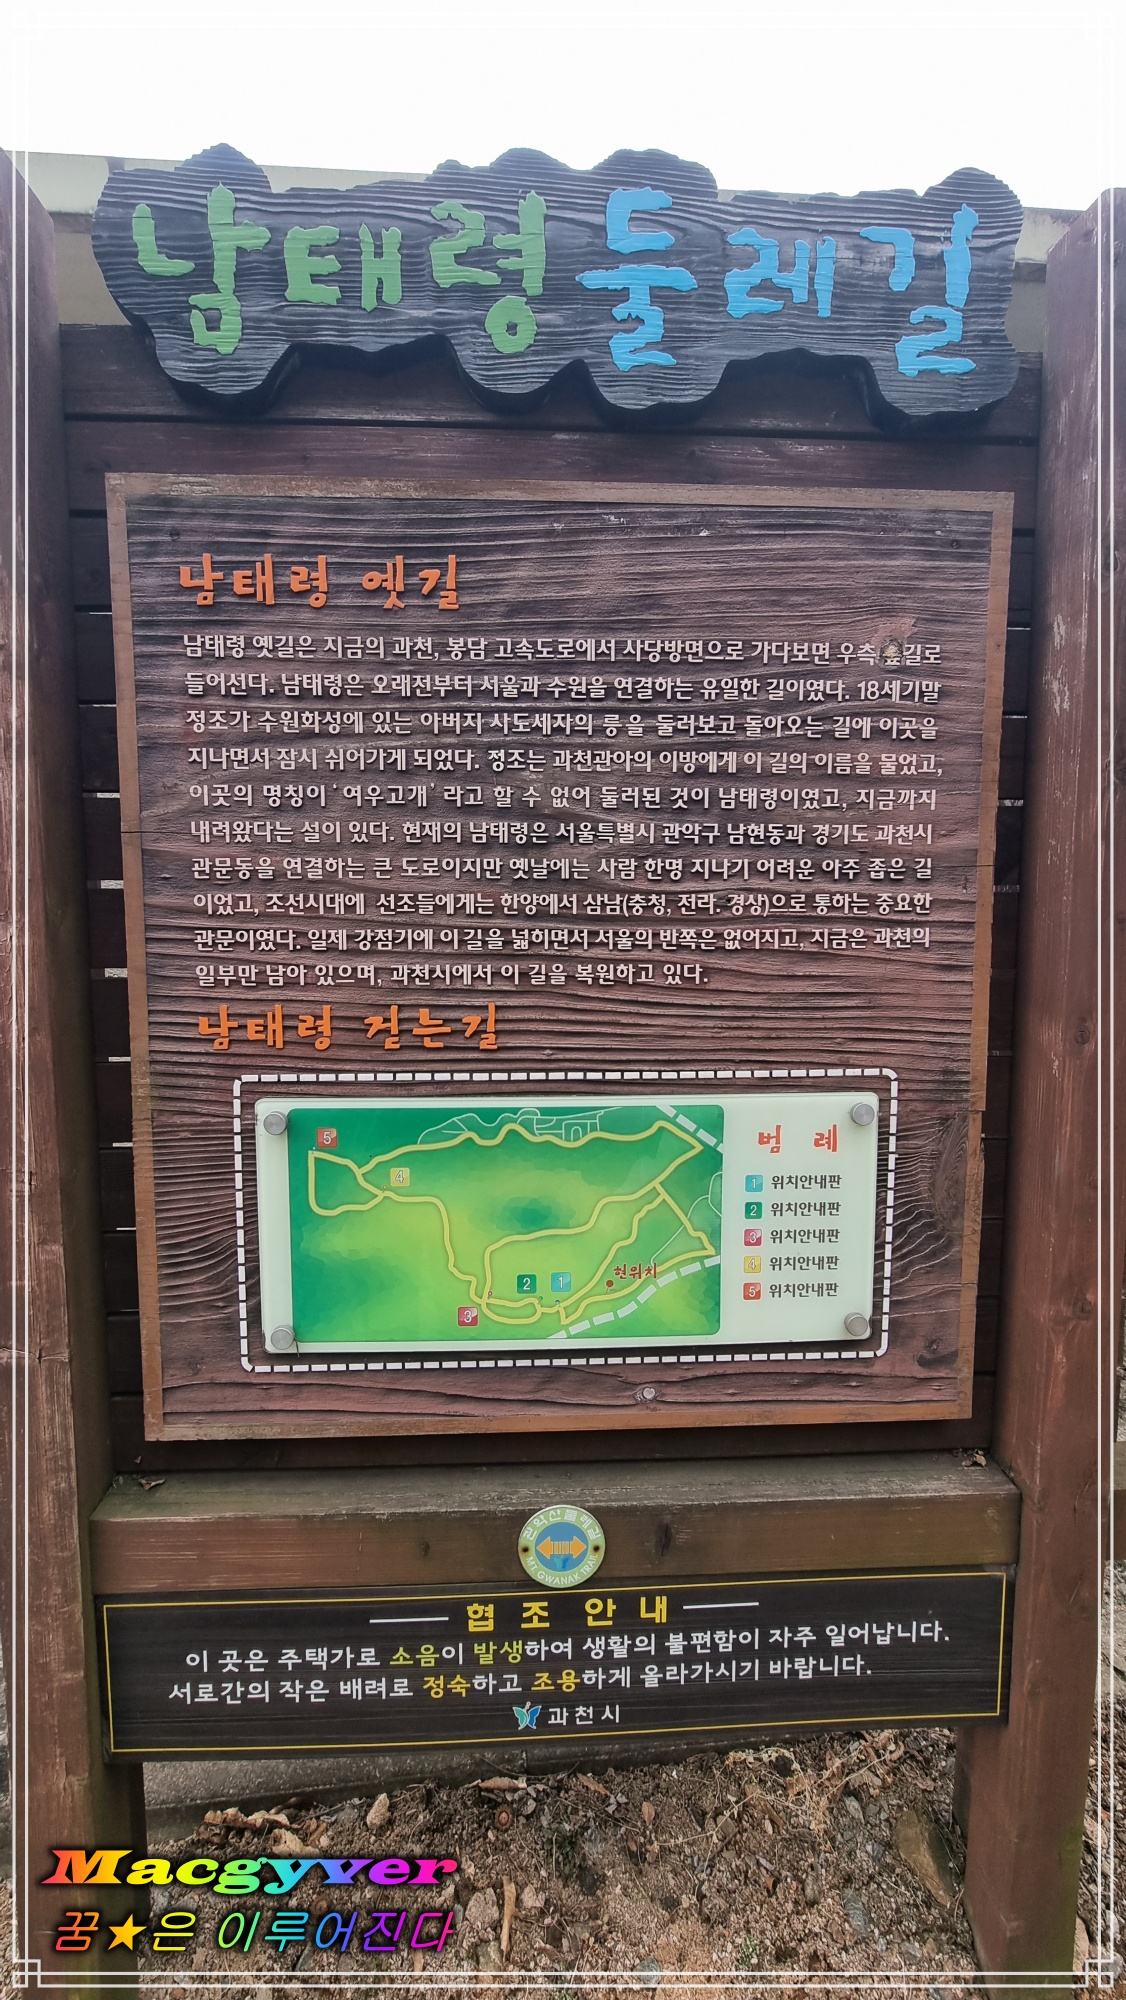 남태령 둘레길
남태령 옛길
남태령 옛길은 지금의 과천, 봉담 고속도로에서 사당방면으로 가다보면 우측 길로
들어선다. 남태령은 오래전부터 서울과 수원을 연결하는 유일한 길이였다. 18세기말
정조가 수원화성에 있는 아버지 사도세자의 릉을 둘러보고 돌아오는 길에 이곳을
지나면서 잠시 쉬어가게 되었다. 정조는 과천관아의 이방에게 이 길의 이름을 물었고,
이곳의 명칭이 '여우고개' 라고 할 수 없어 둘러된 것이 남태령이였고, 지금까지
내려왔다는 설이 있다. 현재의 남태령은 서울특별시 관악구 남현동과 경기도 과천시
관문동을 연결하는 큰 도로이지만 옛날에는 사람 한명 지나기 어려운 아주 좁은 길
이었고, 조선시대에 선조들에게는 한양에서 삼남(충청, 전라. 경상)으로 통하는 중요한
관문이였다. 일제 강점기에 이길을 넓히면서 서울의 반쪽은 없어지고, 지금은 과천의
일부만 남아 있으며, 과천시에서 이 길을 복원하고 있다.
남태령 걷는길
5
4
2
1
3
현위치
범 례
1 위치안내판
2 위치안내판
3 위치안내판
4 위치안내판
5 위치안내판
관악산둘레길
MT GWANAK TRAIL
협 조 안 내
이 곳은 주택가로 소음이 발생하여 생활의 불편함이 자주 일어납니다.
서로간의 작은 배려로 정숙하고 조용하게 올라가시기 바랍니다.
과천시
Macgyver
꿈★은 이루어진다